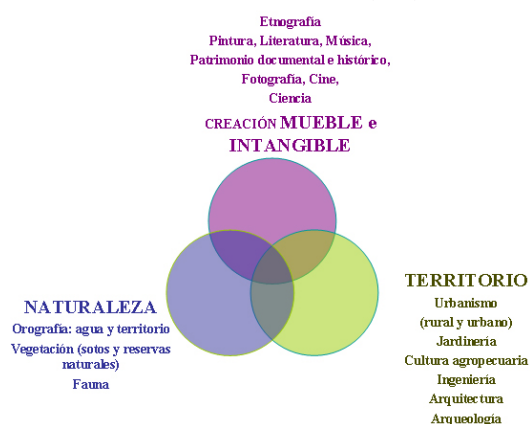 Etnografía
Pintura, Literatura, Música,
Patrimonio documental e histórico,
Fotografía, Cine,
Ciencia
CREACIÓN MUEBLE e
INTANGIBLE
NATURALEZA
Orografía: agua y territorio
Vegetación (sotos y reservas
naturales)
Fauna
TERRITORIO
Urbanismo
(rural y urbano)
Jardinería
Cultura agropecuaria
Ingeniería
Arquitectura
Arqueología